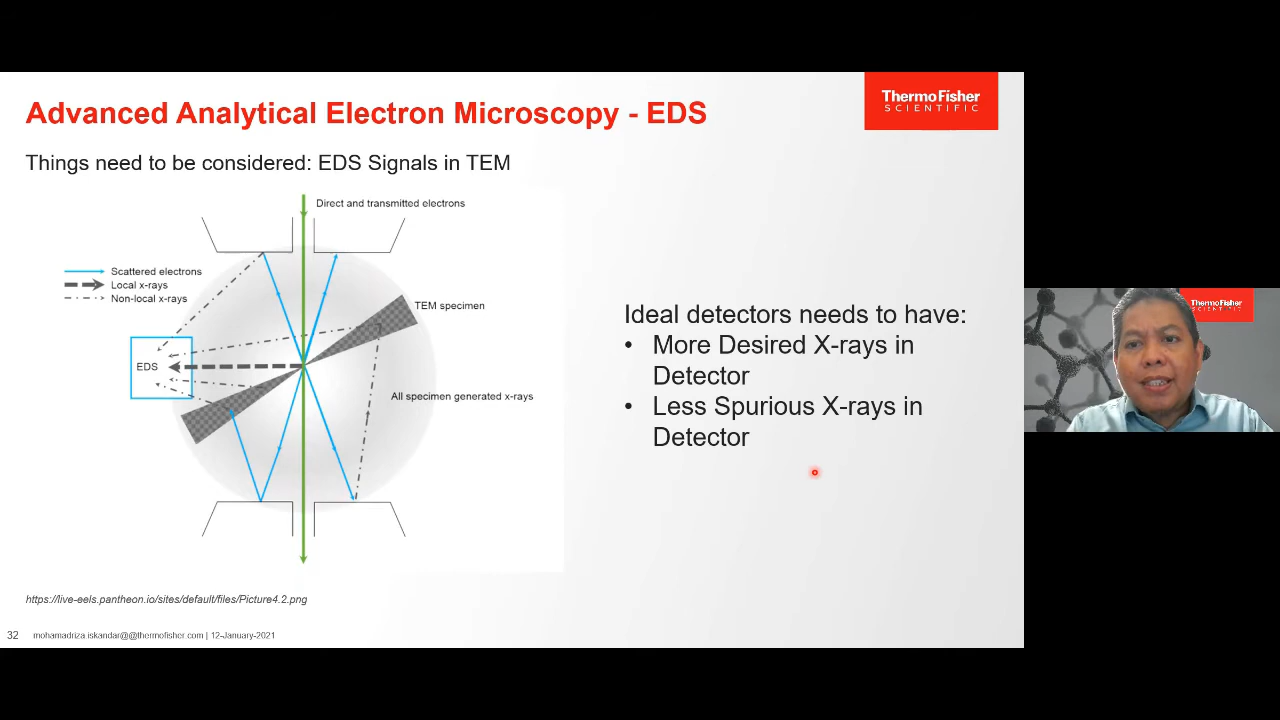 Advanced Analytical Electron Microscopy - EDS
ThermoFisher
SCIENTIFIC
Things need to be considered: EDS Signals in TEM
Direct and transmitted electrons
Scattered electrons
Local x-rays
Non-local x-rays
TEM specimen
EDS
All specimen generated x-rays
Ideal detectors needs to have:
• More Desired X-rays in
Detector
• Less Spurious X-rays in
Detector
ThermoFisher
SCIENTIFIC
https://live-eels.pantheon.io/sites/default/files/Picture4.2.png
32 mohamadriza.iskandar@@thermofisher.com | 12-January-2021